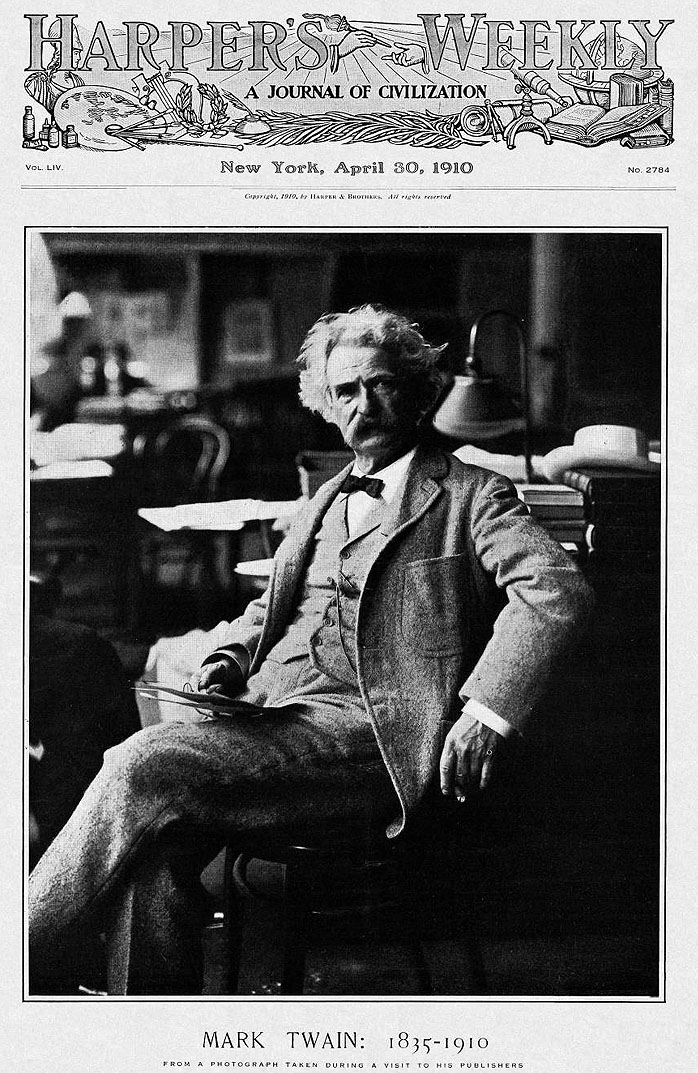 HARPER'S WEEKLY
A JOURNAL OF CIVILIZATION
VOL. LIV.
New York, April 30, 1910
No. 2784
Copyright, 1910, by HARPER & BROTHERS. All rights reserved
MARK TWAIN: 1835-1910
FROM A PHOTOGRAPH TAKEN DURING A VISIT TO HIS PUBLISHERS